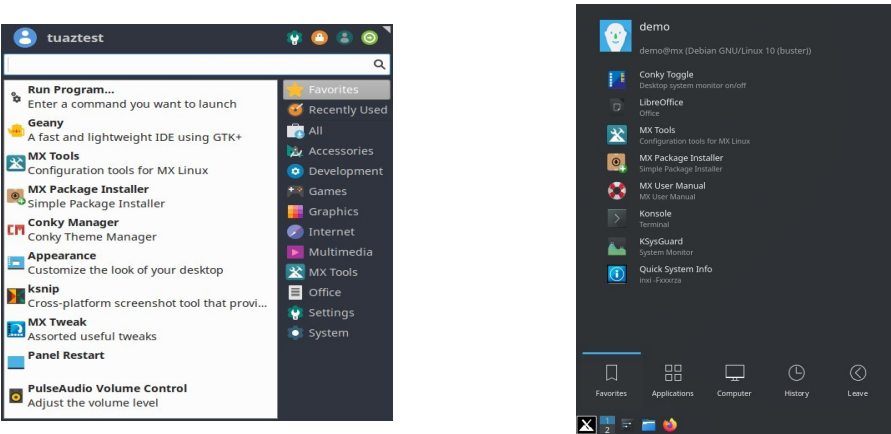 tuaztest
Run Program...
Enter a command you want to launch
Geany
A fast and lightweight IDE using GTK+
MX Tools
Configuration tools for MX Linux
MX Package Installer
Simple Package Installer
Conky Manager
Conky Theme Manager
Appearance
Customize the look of your desktop
ksnip
Cross-platform screenshot tool that provi...
MX Tweak
Assorted useful tweaks
Panel Restart
PulseAudio Volume Control
Adjust the volume level
Favorites
Recently Used
All
Accessories
Development
Games
Graphics
Internet
Multimedia
MX Tools
Office
Settings
System
demo
demo@mx (Debian GNU/Linux 10 (buster))
Conky Toggle
Desktop system monitor on/off
LibreOffice
Office
MX Tools
Configuration tools for MX Linux
MX Package Installer
Simple Package Installer
MX User Manual
MX User Manual
Konsole
Terminal
KSysGuard
System Monitor
Quick System Info
inxi -Fxxxrza
Favorites
Applications
Computer
History
Leave
1
2